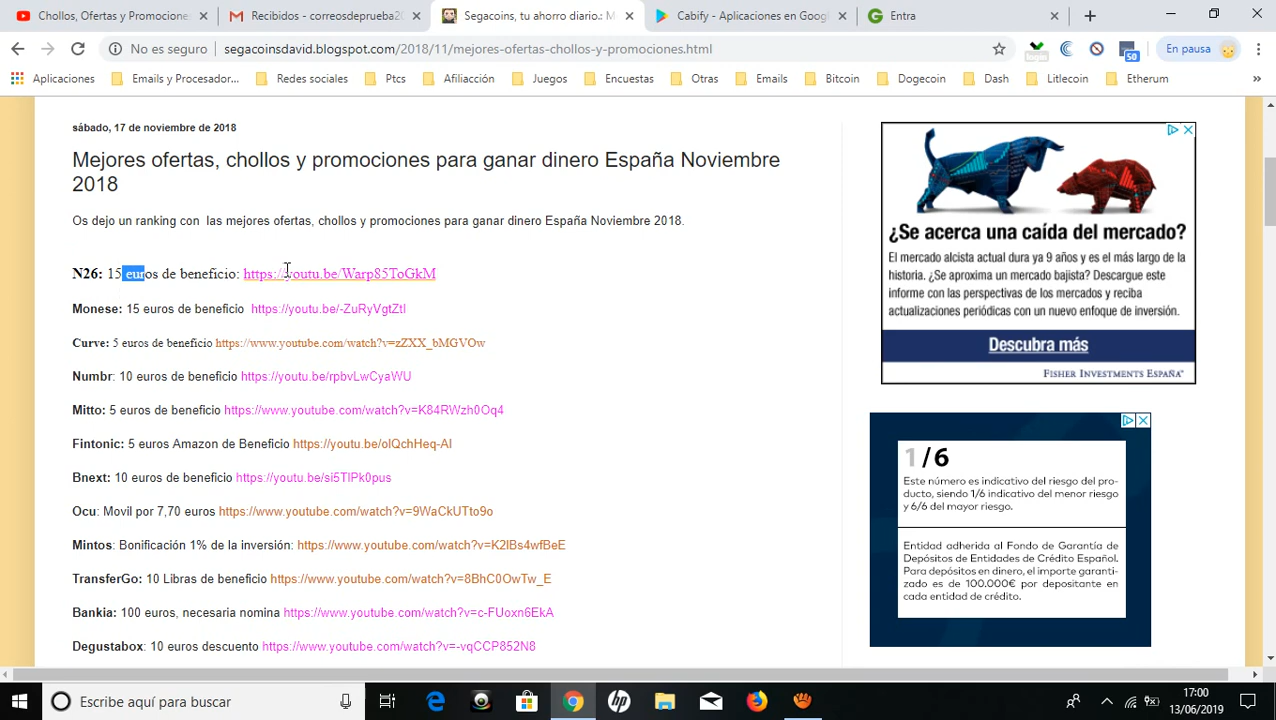 Chollos, Ofertas y Promocione
Recibidos - correosdeprueba20
Segacoins, tu ahorro diario.: M
Cabify - Aplicaciones en Googl
Entra
No es seguro
segacoinsdavid.blogspot.com/2018/11/mejores-ofertas-chollos-y-promociones.html
50
En pausa
Aplicaciones
Emails y Procesador...
Redes sociales
Ptcs
Afiliacción
Juegos
Encuestas
Otras
Emails
Bitcoin
Dogecoin
Dash
Litlecoin
Etherum
»
sábado, 17 de noviembre de 2018
Mejores ofertas, chollos y promociones para ganar dinero España Noviembre
2018
Os dejo un ranking con las mejores ofertas, chollos y promociones para ganar dinero España Noviembre 2018.
N26: 15 euros de beneficio: https://youtu.be/Warp85ToGkM
Monese: 15 euros de beneficio https://youtu.be/-ZuRyVgtZtI
Curve: 5 euros de beneficio https://www.youtube.com/watch?v=zZXX_bMGVOw
Numbr: 10 euros de beneficio https://youtu.be/rpbvLwCyaWU
Mitto: 5 euros de beneficio https://www.youtube.com/watch?v=K84RWzh0Oq4
Fintonic: 5 euros Amazon de Beneficio https://youtu.be/olQchHeq-AI
Bnext: 10 euros de beneficio https://youtu.be/si5TlPk0pus
Ocu: Movil por 7,70 euros https://www.youtube.com/watch?v=9WaCkUTto9o
Mintos: Bonificación 1% de la inversión: https://www.youtube.com/watch?v=K2lBs4wfBeE
TransferGo: 10 Libras de beneficio https://www.youtube.com/watch?v=8BhC0OwTw_E
Bankia: 100 euros, necesaria nomina https://www.youtube.com/watch?v=c-FUoxn6EkA
Degustabox: 10 euros descuento https://www.youtube.com/watch?v=-vqCCP852N8
¿Se acerca una caída del mercado?
El mercado alcista actual dura ya 9 años y es el más largo de la
historia. ¿Se aproxima un mercado bajista? Descargue este
informe con las perspectivas de los mercados y reciba
actualizaciones periódicas con un nuevo enfoque de inversión.
Descubra más
FISHER INVESTMENTS ESPAÑA®
1/6
Este número es indicativo del riesgo del pro-
ducto, siendo 1/6 indicativo del menor riesgo
y 6/6 del mayor riesgo.
Entidad adherida al Fondo de Garantía de
Depósitos de Entidades de Crédito Español.
Para depósitos en dinero, el importe garanti-
zado es de 100.000€ por depositante en
cada entidad de crédito.
Escribe aquí para buscar
hp
17:00
13/06/2019